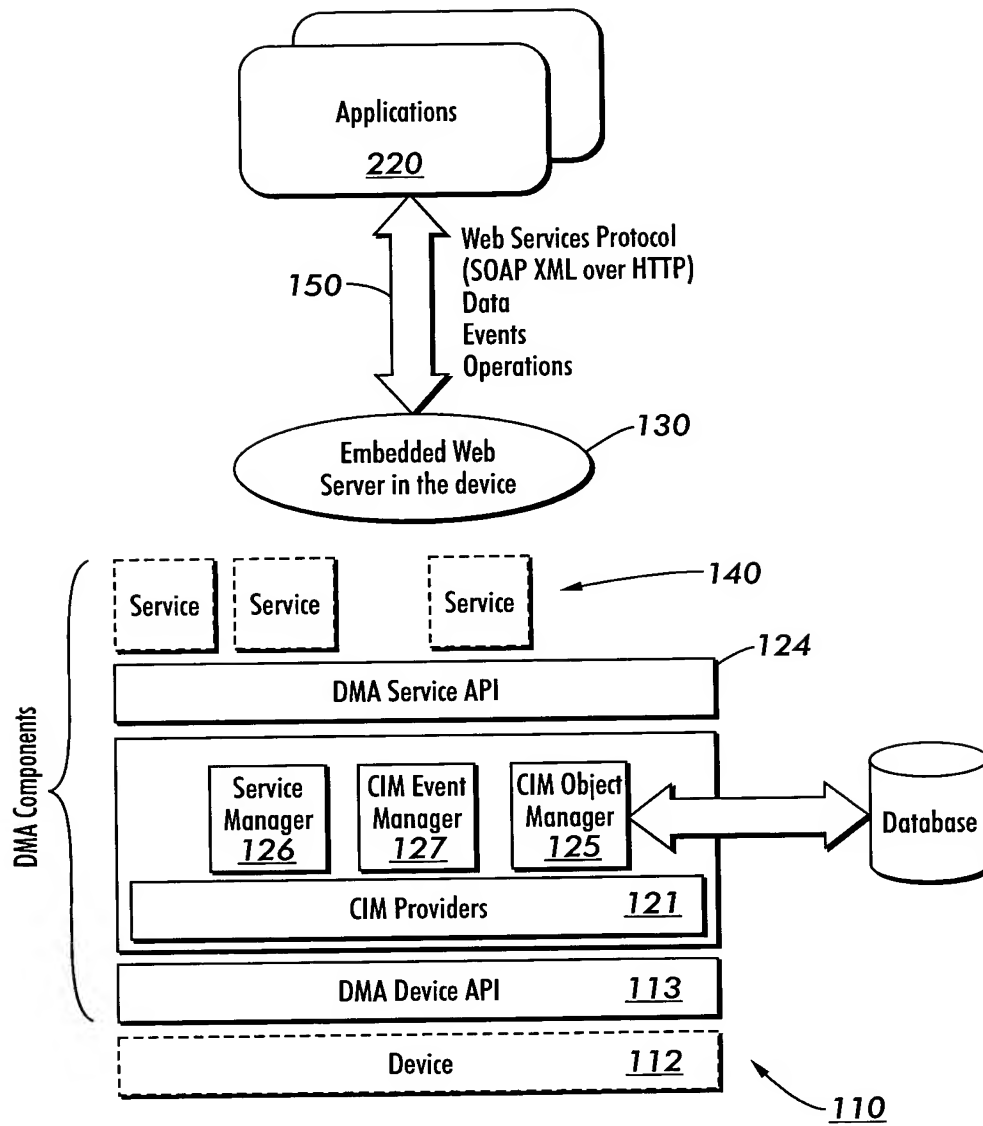 Applications
220
150
Web Services Protocol
(SOAP XML over HTTP)
Data
Events
Operations
130
Embedded Web
Server in the device
140
Service
Service
Service
124
DMA Service API
DMA Components
Service
Manager
126
CIM Event
Manager
127
CIM Object
Manager
125
Database
CIM Providers
121
DMA Device API
113
Device
112
110